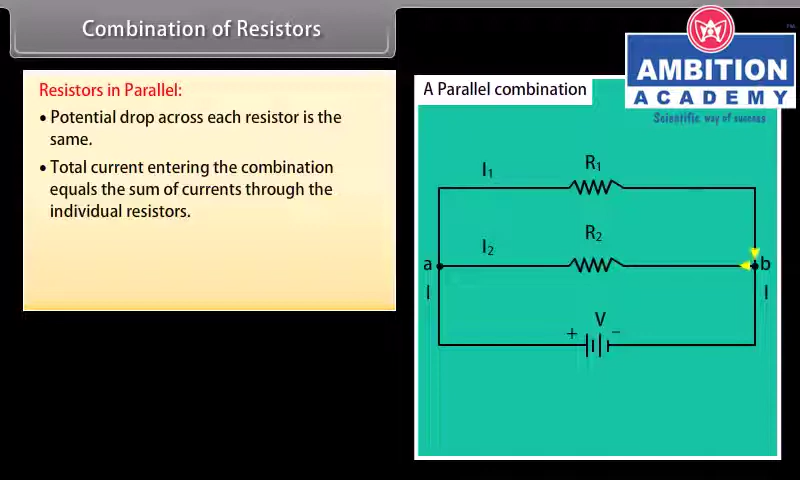 Combination of Resistors
TM
AMBITION
ACADEMY
Scientific way of success
Resistors in Parallel:
• Potential drop across each resistor is the
same.
• Total current entering the combination
equals the sum of currents through the
individual resistors.
A Parallel combination
I₁
R₁
I₂
R₂
a
b
I
I
V
+
−